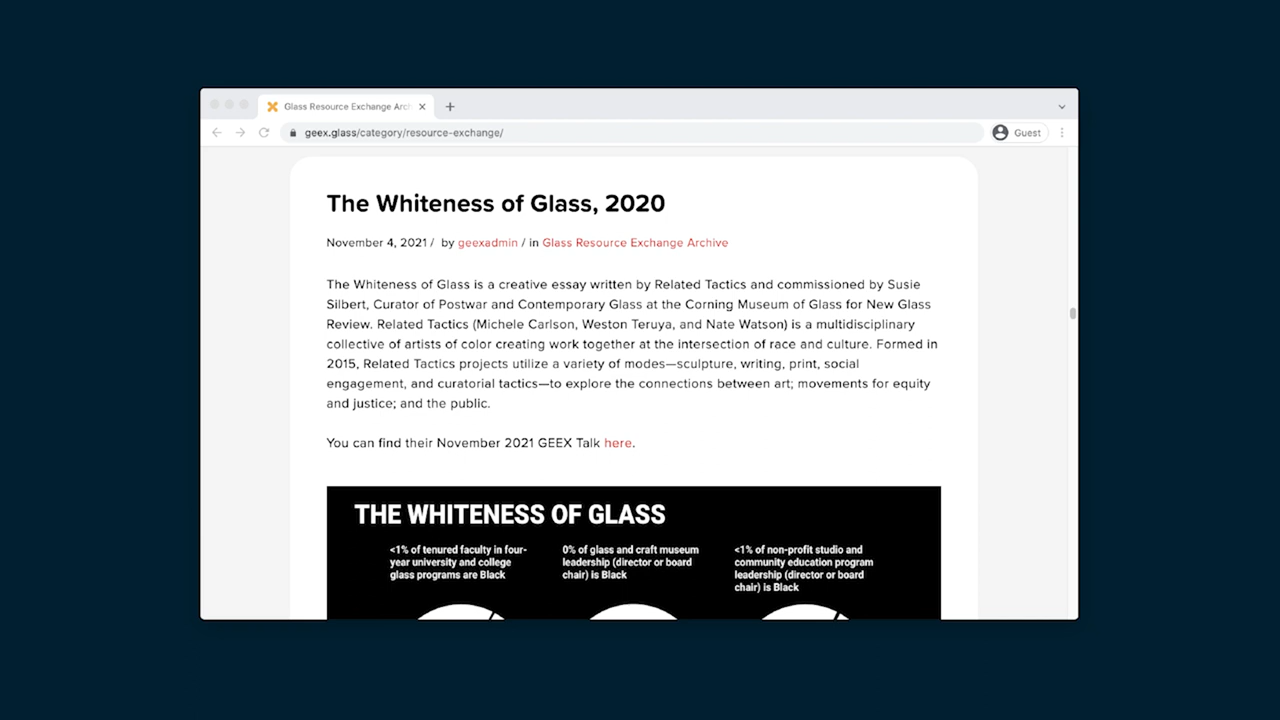 Glass Resource Exchange Arc
geex.glass/category/resource-exchange/
Guest
The Whiteness of Glass, 2020
November 4, 2021 / by geexadmin / in Glass Resource Exchange Archive
The Whiteness of Glass is a creative essay written by Related Tactics and commissioned by Susie
Silbert, Curator of Postwar and Contemporary Glass at the Corning Museum of Glass for New Glass
Review. Related Tactics (Michele Carlson, Weston Teruya, and Nate Watson) is a multidisciplinary
collective of artists of color creating work together at the intersection of race and culture. Formed in
2015, Related Tactics projects utilize a variety of modes—sculpture, writing, print, social
engagement, and curatorial tactics—to explore the connections between art; movements for equity
and justice; and the public.
You can find their November 2021 GEEX Talk here.
THE WHITENESS OF GLASS
<1% of tenured faculty in four-
year university and college
glass programs are Black
0% of glass and craft museum
leadership (director or board
chair) is Black
<1% of non-profit studio and
community education program
leadership (director or board
chair) is Black